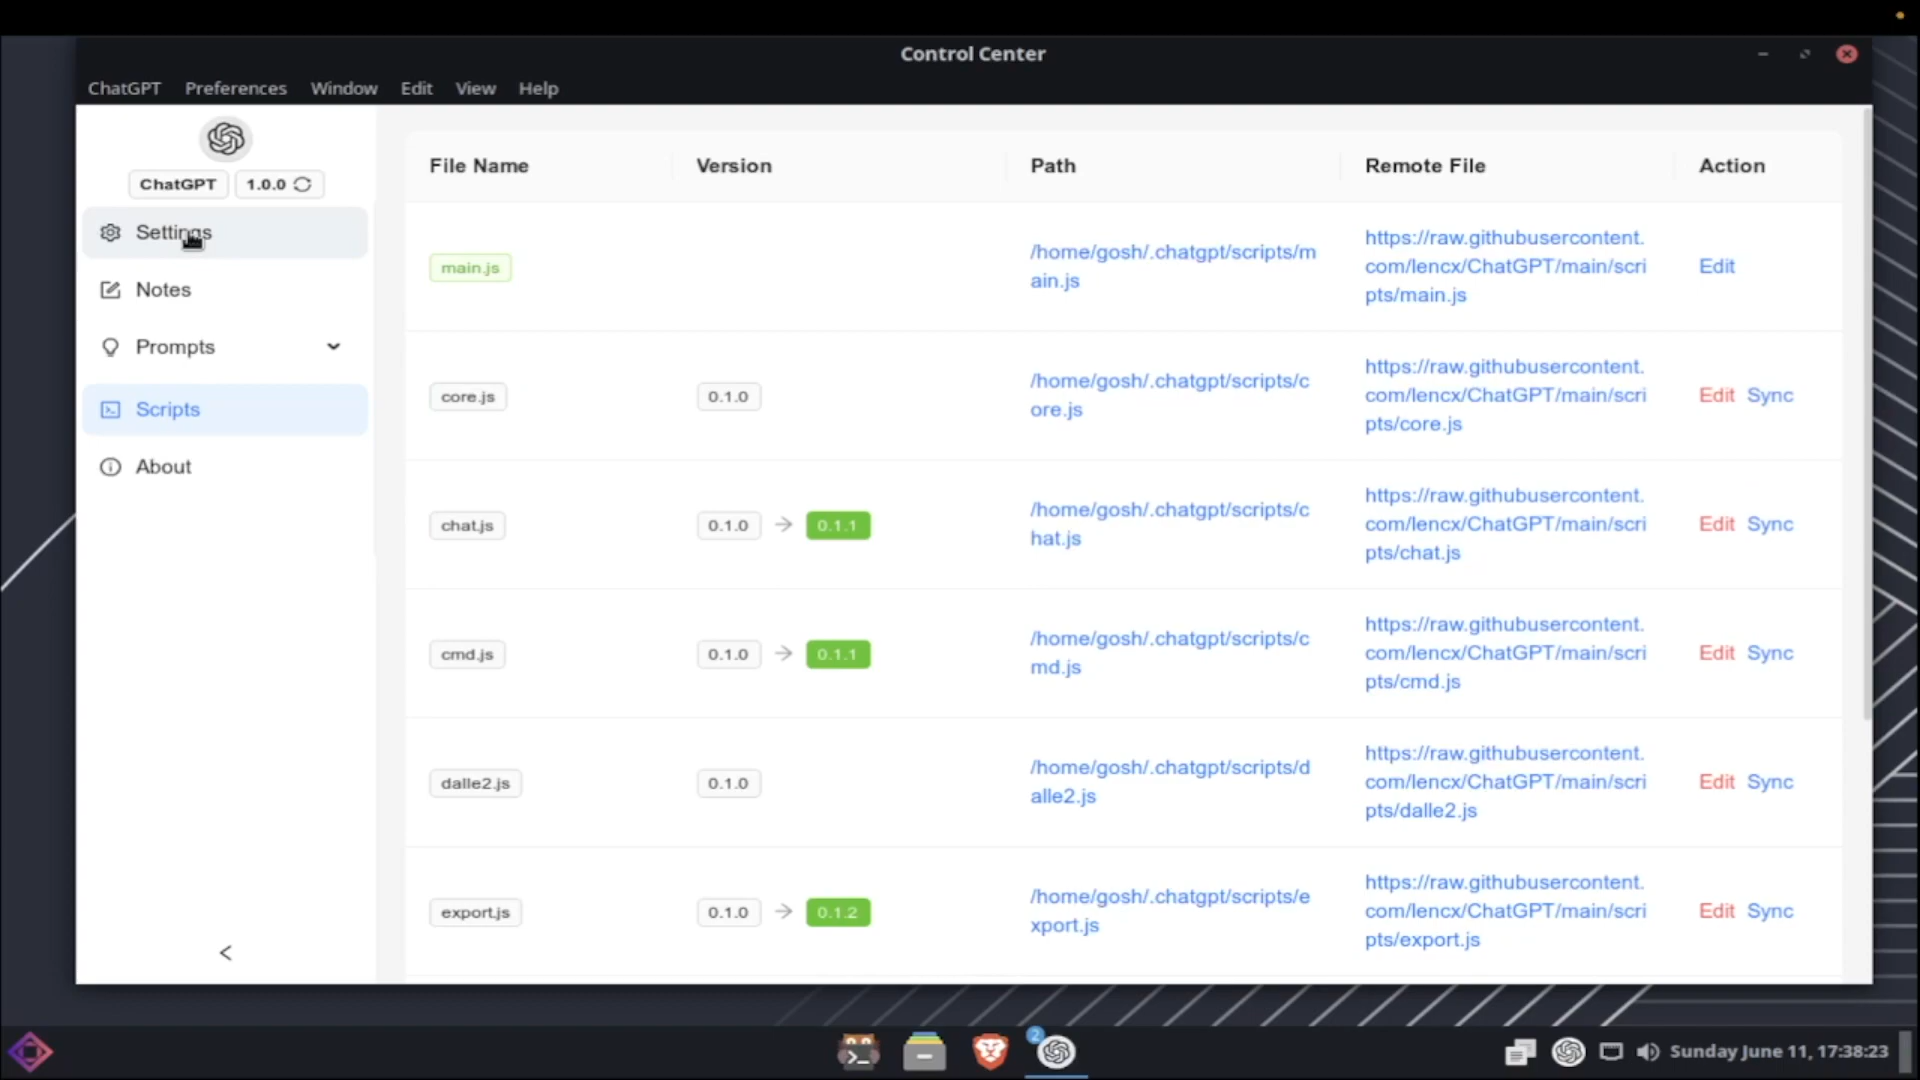 Control Center
ChatGPT Preferences Window Edit View Help
ChatGPT 1.0.0
Settings
Notes
Prompts
Scripts
About
File Name Version Path Remote File Action
main.js
/home/gosh/.chatgpt/scripts/m
ain.js
https://raw.githubusercontent.
com/lencx/ChatGPT/main/scri
pts/main.js
Edit
core.js
0.1.0
/home/gosh/.chatgpt/scripts/c
ore.js
https://raw.githubusercontent.
com/lencx/ChatGPT/main/scri
pts/core.js
Edit Sync
chat.js
0.1.0 → 0.1.1
/home/gosh/.chatgpt/scripts/c
hat.js
https://raw.githubusercontent.
com/lencx/ChatGPT/main/scri
pts/chat.js
Edit Sync
cmd.js
0.1.0 → 0.1.1
/home/gosh/.chatgpt/scripts/c
md.js
https://raw.githubusercontent.
com/lencx/ChatGPT/main/scri
pts/cmd.js
Edit Sync
dalle2.js
0.1.0
/home/gosh/.chatgpt/scripts/d
alle2.js
https://raw.githubusercontent.
com/lencx/ChatGPT/main/scri
pts/dalle2.js
Edit Sync
export.js
0.1.0 → 0.1.2
/home/gosh/.chatgpt/scripts/e
xport.js
https://raw.githubusercontent.
com/lencx/ChatGPT/main/scri
pts/export.js
Edit Sync
2
Sunday June 11, 17:38:23